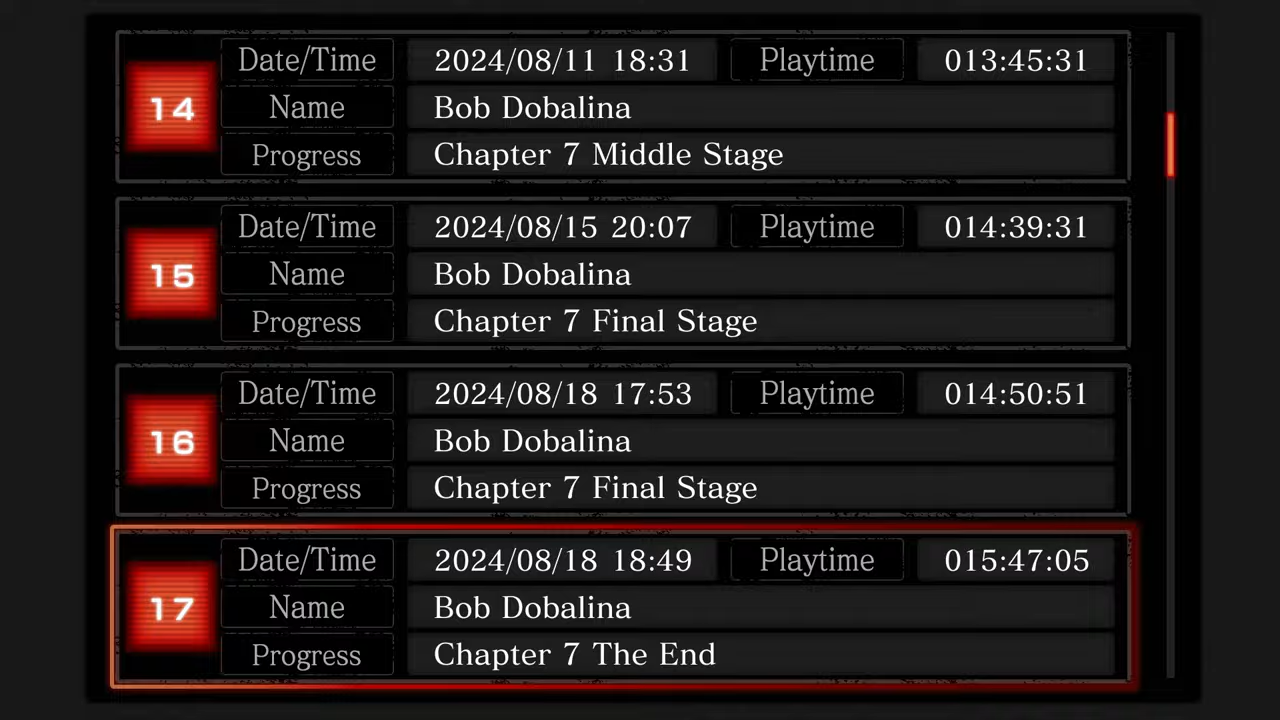 14 Date/Time 2024/08/11 18:31 Playtime 013:45:31
Name Bob Dobalina
Progress Chapter 7 Middle Stage
15 Date/Time 2024/08/15 20:07 Playtime 014:39:31
Name Bob Dobalina
Progress Chapter 7 Final Stage
16 Date/Time 2024/08/18 17:53 Playtime 014:50:51
Name Bob Dobalina
Progress Chapter 7 Final Stage
17 Date/Time 2024/08/18 18:49 Playtime 015:47:05
Name Bob Dobalina
Progress Chapter 7 The End